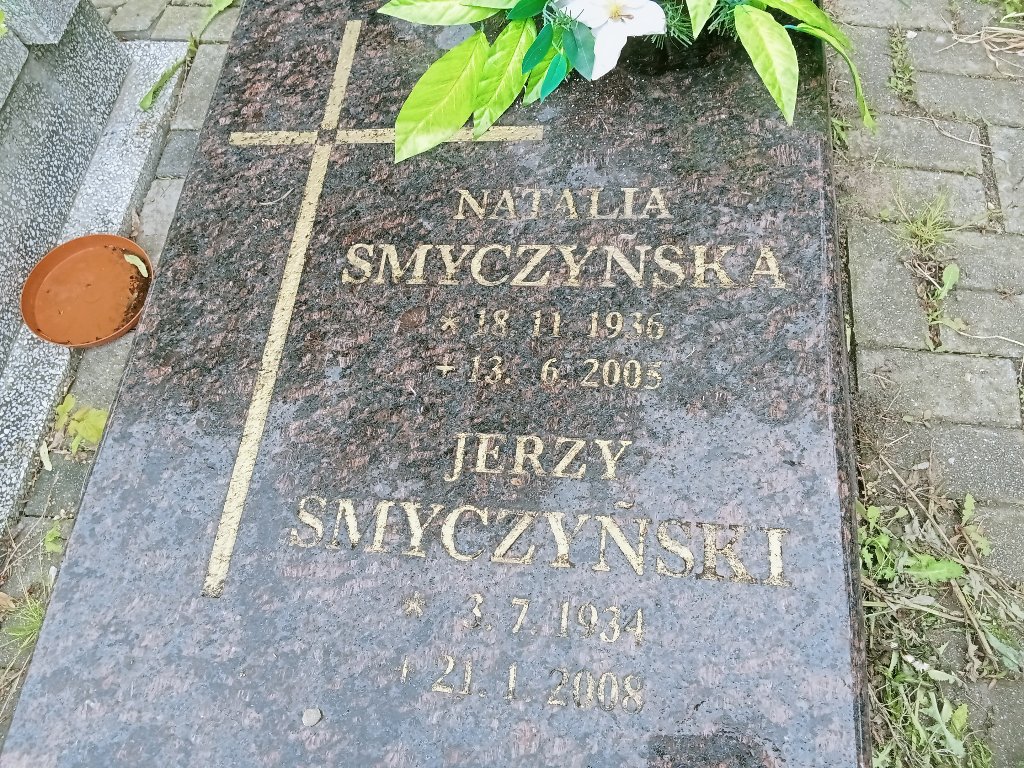 NATALIA
SMYCZYŃSKA
* 18 11 1936
+ 13. 6 2005
JERZY
SMYCZYŃSKI
* 3. 7. 1934
+ 21. 1. 2008